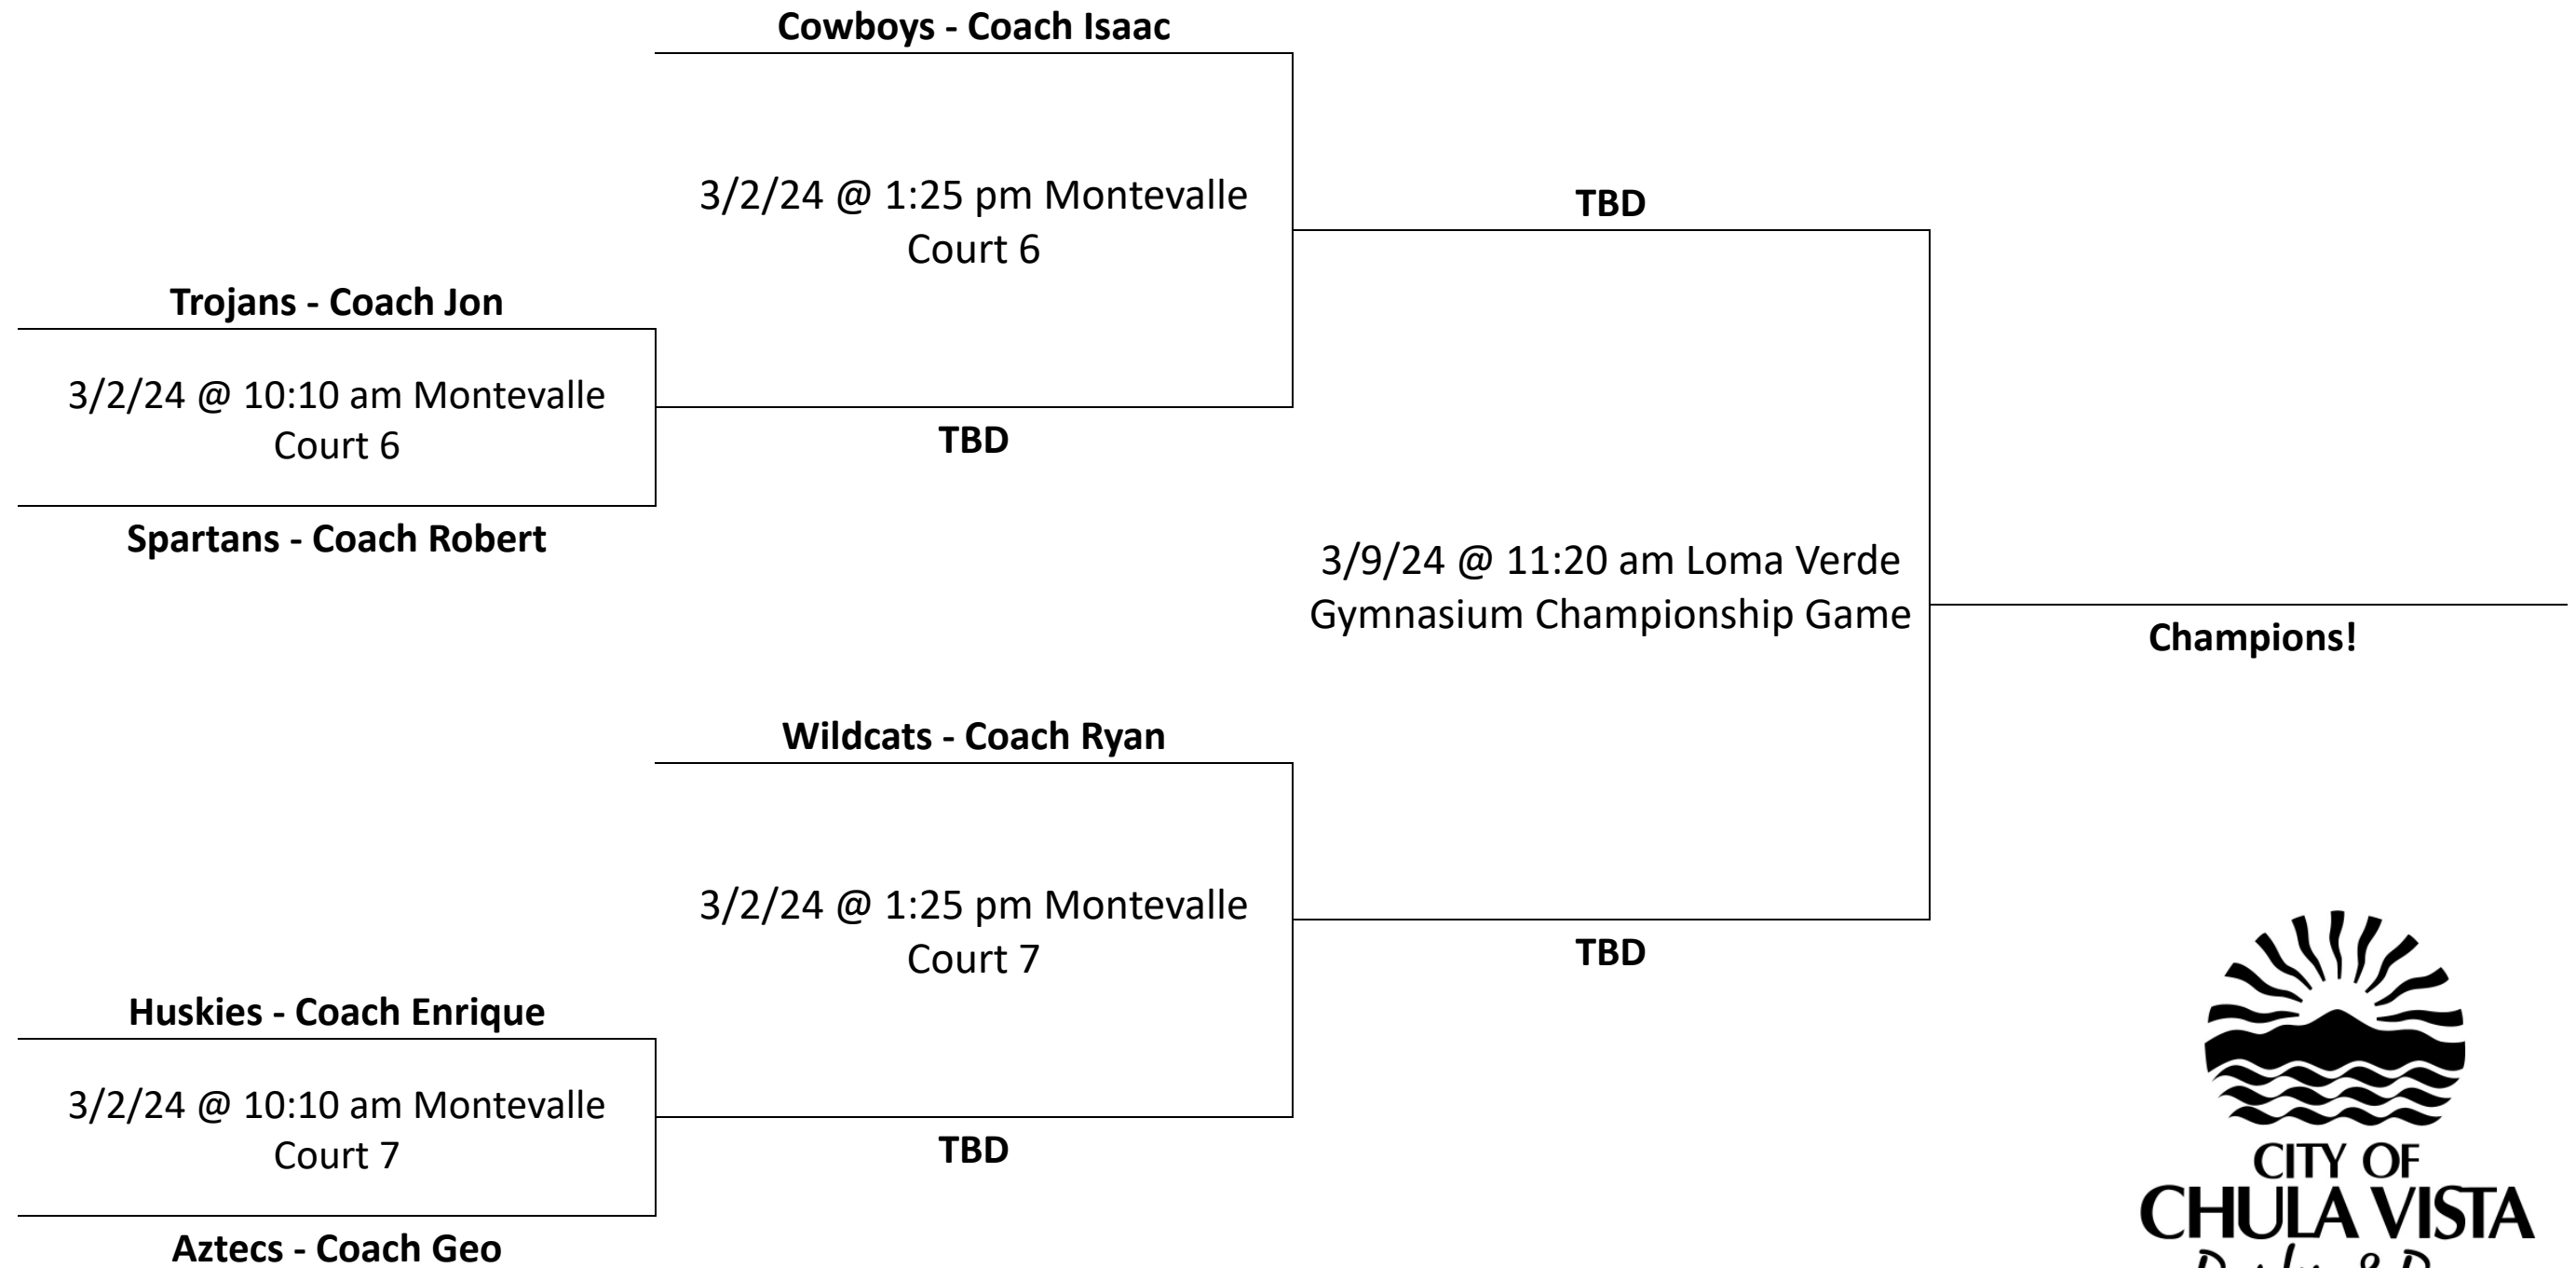 Cowboys - Coach Isaac
3/2/24 @ 1:25 pm Montevalle
Court 6
TBD
Trojans - Coach Jon
3/2/24 @ 10:10 am Montevalle
Court 6
TBD
Spartans - Coach Robert
3/9/24 @ 11:20 am Loma Verde
Gymnasium Championship Game
Champions!
Wildcats - Coach Ryan
3/2/24 @ 1:25 pm Montevalle
Court 7
TBD
Huskies - Coach Enrique
3/2/24 @ 10:10 am Montevalle
Court 7
TBD
Aztecs - Coach Geo
CITY OF
CHULA VISTA